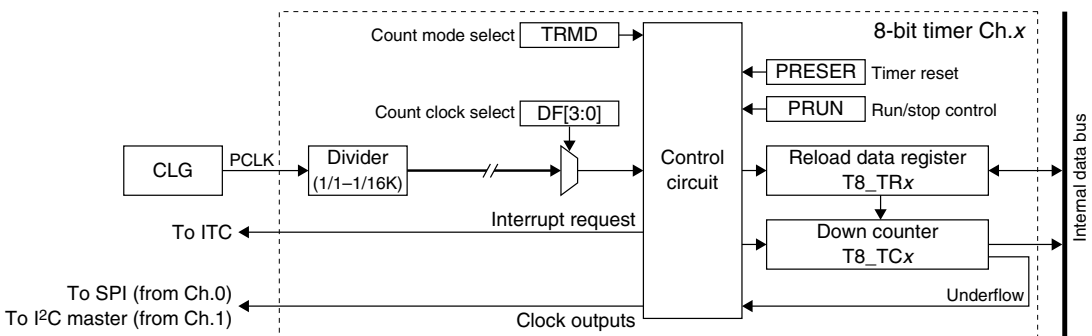 8-bit timer Ch.x
Count mode select
TRMD
PRESER
Timer reset
Count clock select
DF[3:0]
PRUN
Run/stop control
CLG
PCLK
Divider
(1/1–1/16K)
Control
circuit
Reload data register
T8_TRx
Internal data bus
Interrupt request
To ITC
Down counter
T8_TCx
To SPI (from Ch.0)
To I²C master (from Ch.1)
Clock outputs
Underflow